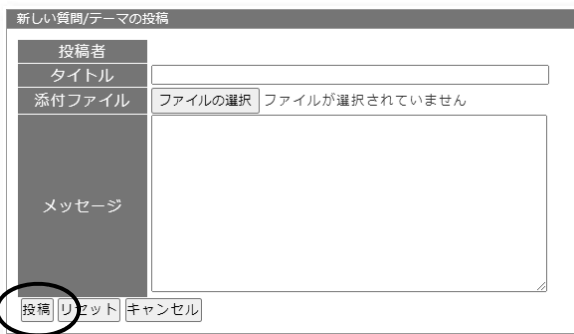 新しい質問/テーマの投稿
投稿者
タイトル
添付ファイル ファイルの選択 ファイルが選択されていません
メッセージ
投稿 リセット キャンセル